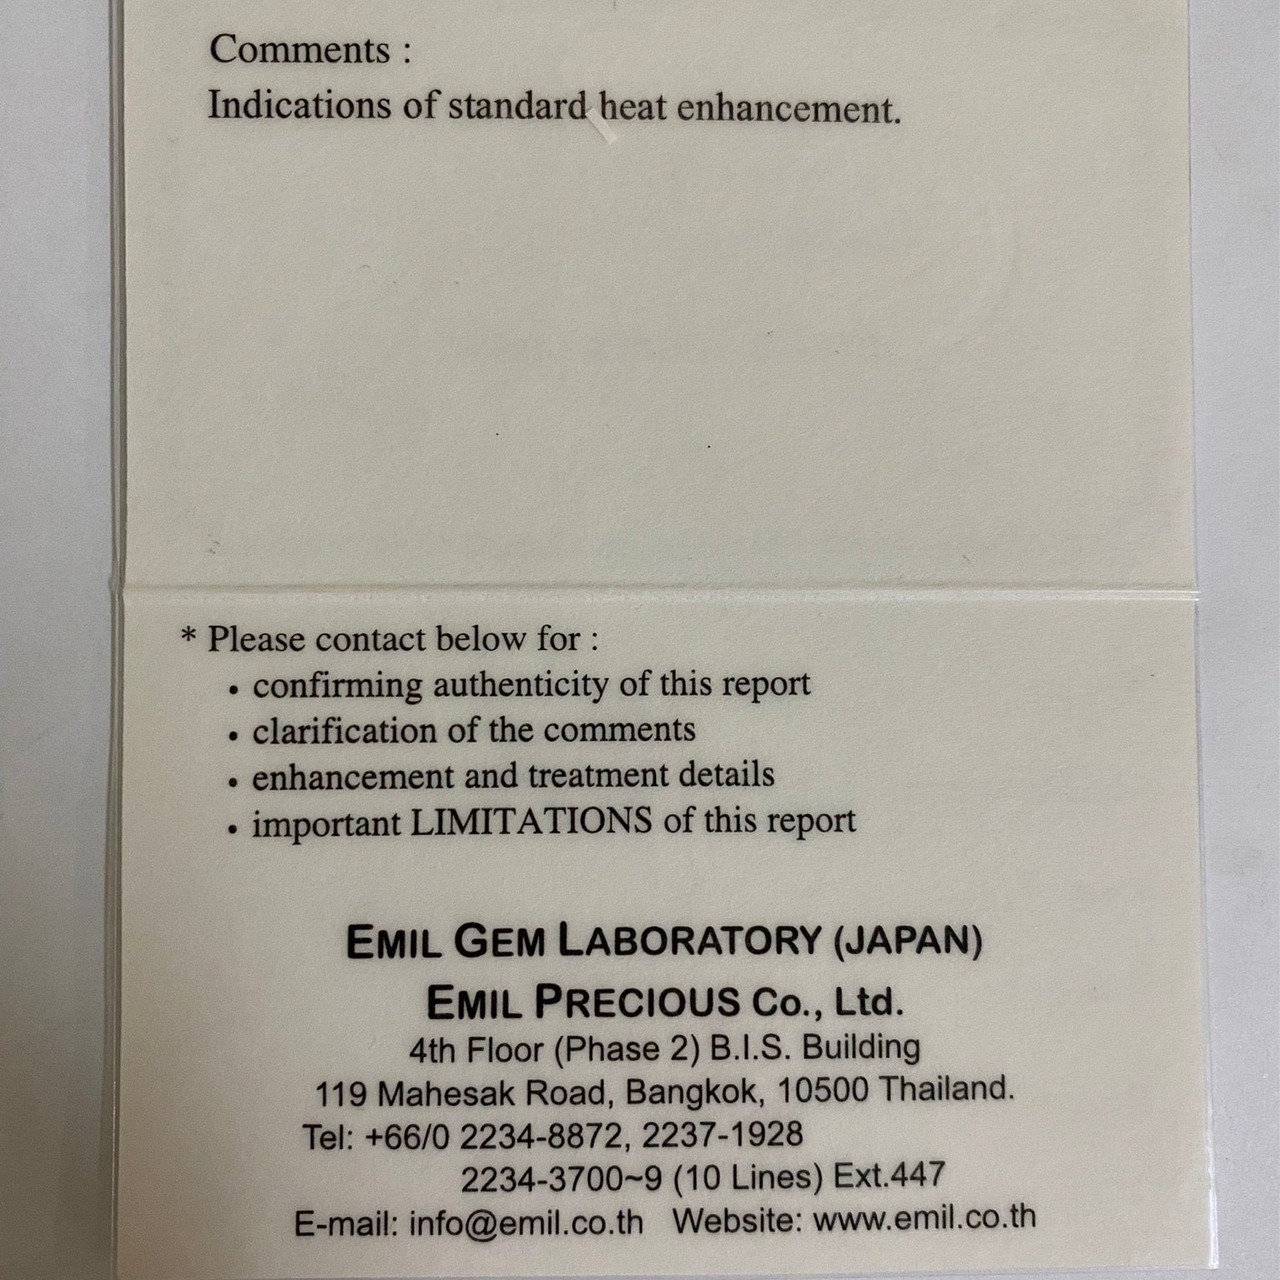 Comments :
Indications of standard heat enhancement.
* Please contact below for :
• confirming authenticity of this report
• clarification of the comments
• enhancement and treatment details
• important LIMITATIONS of this report
EMIL GEM LABORATORY (JAPAN)
EMIL PRECIOUS Co., Ltd.
4th Floor (Phase 2) B.I.S. Building
119 Mahesak Road, Bangkok, 10500 Thailand.
Tel: +66/0 2234-8872, 2237-1928
2234-3700~9 (10 Lines) Ext.447
E-mail: info@emil.co.th Website: www.emil.co.th